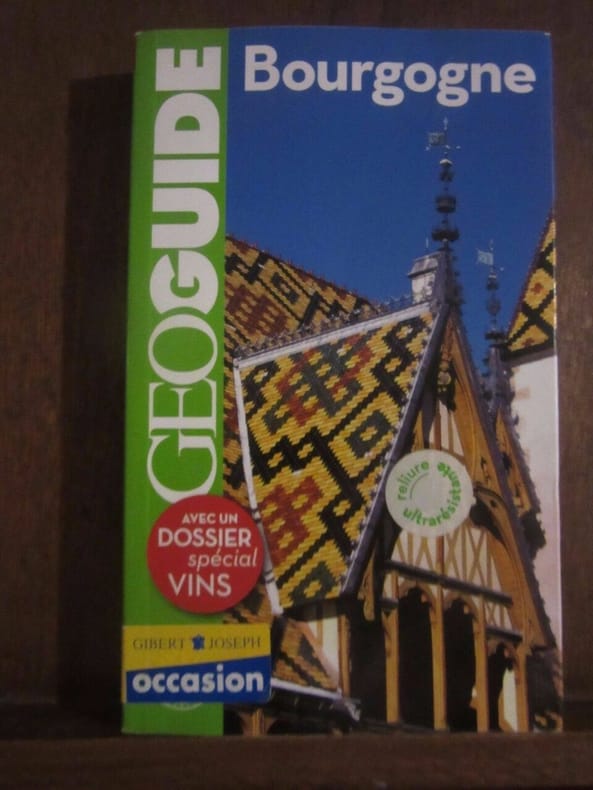 GEOGUIDE
Bourgogne
reliure
ultrarésistante
AVEC UN
DOSSIER
spécial
VINS
GIBERT JOSEPH
occasion